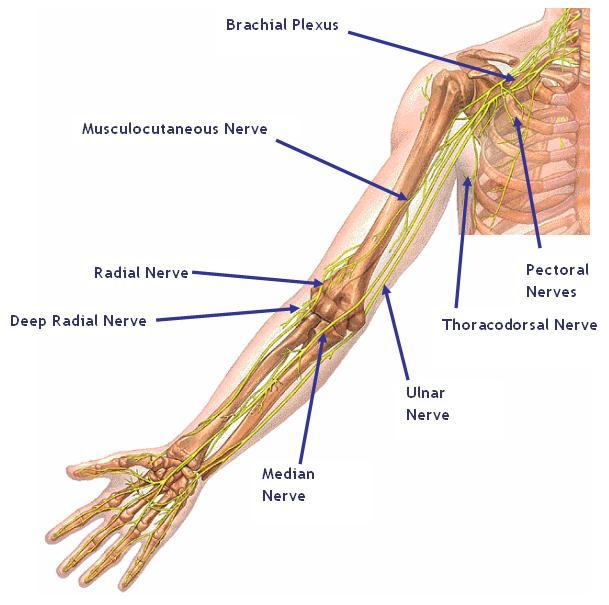 Brachial Plexus
Musculocutaneous Nerve
Radial Nerve
Deep Radial Nerve
Pectoral
Nerves
Thoracodorsal Nerve
Ulnar
Nerve
Median
Nerve